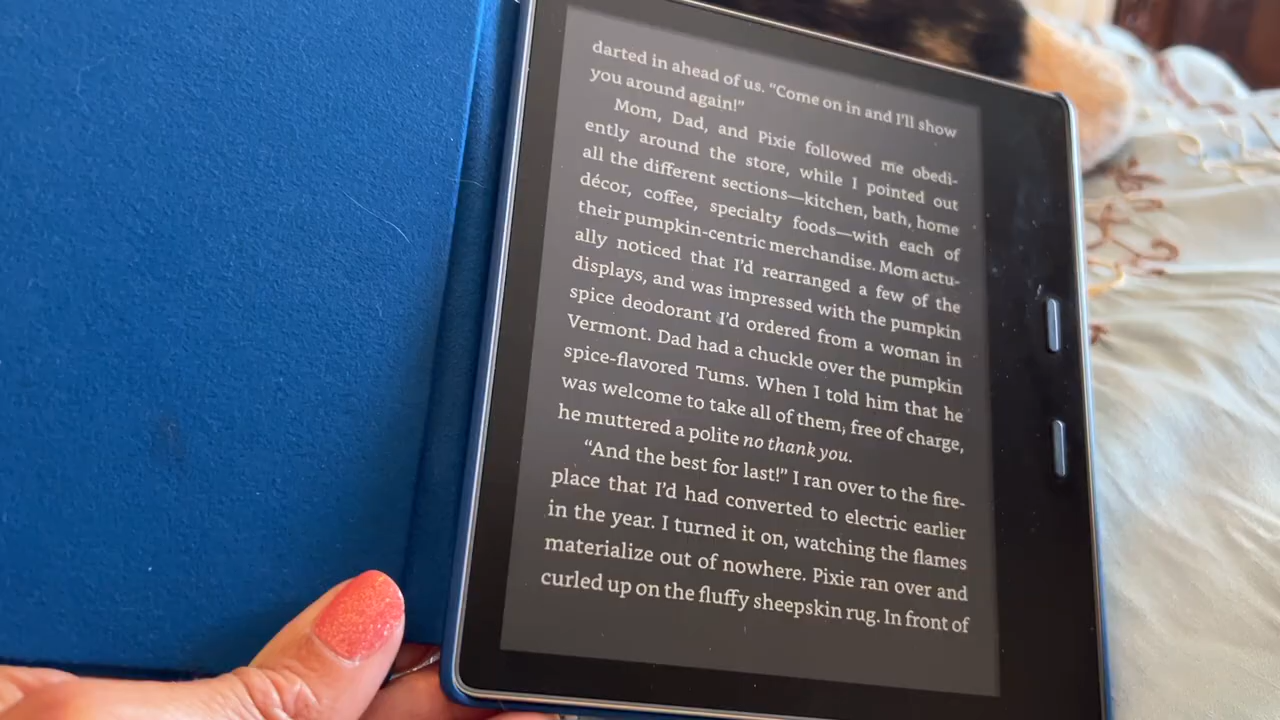 darted in ahead of us. “Come on in and I’ll show
you around again!”
Mom, Dad, and Pixie followed me obedi-
ently around the store, while I pointed out
all the different sections—kitchen, bath, home
décor, coffee, specialty foods—with each of
their pumpkin-centric merchandise. Mom actu-
ally noticed that I’d rearranged a few of the
displays, and was impressed with the pumpkin
spice deodorant I’d ordered from a woman in
Vermont. Dad had a chuckle over the pumpkin
spice-flavored Tums. When I told him that he
was welcome to take all of them, free of charge,
he muttered a polite no thank you.
“And the best for last!” I ran over to the fire-
place that I’d had converted to electric earlier
in the year. I turned it on, watching the flames
materialize out of nowhere. Pixie ran over and
curled up on the fluffy sheepskin rug. In front of